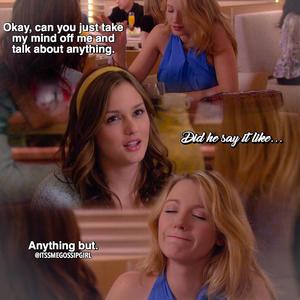 Okay, can you just take
my mind off me and
talk about anything.
Did he say it like...
Anything but.
@ITSSMEGOSSIPGIRL